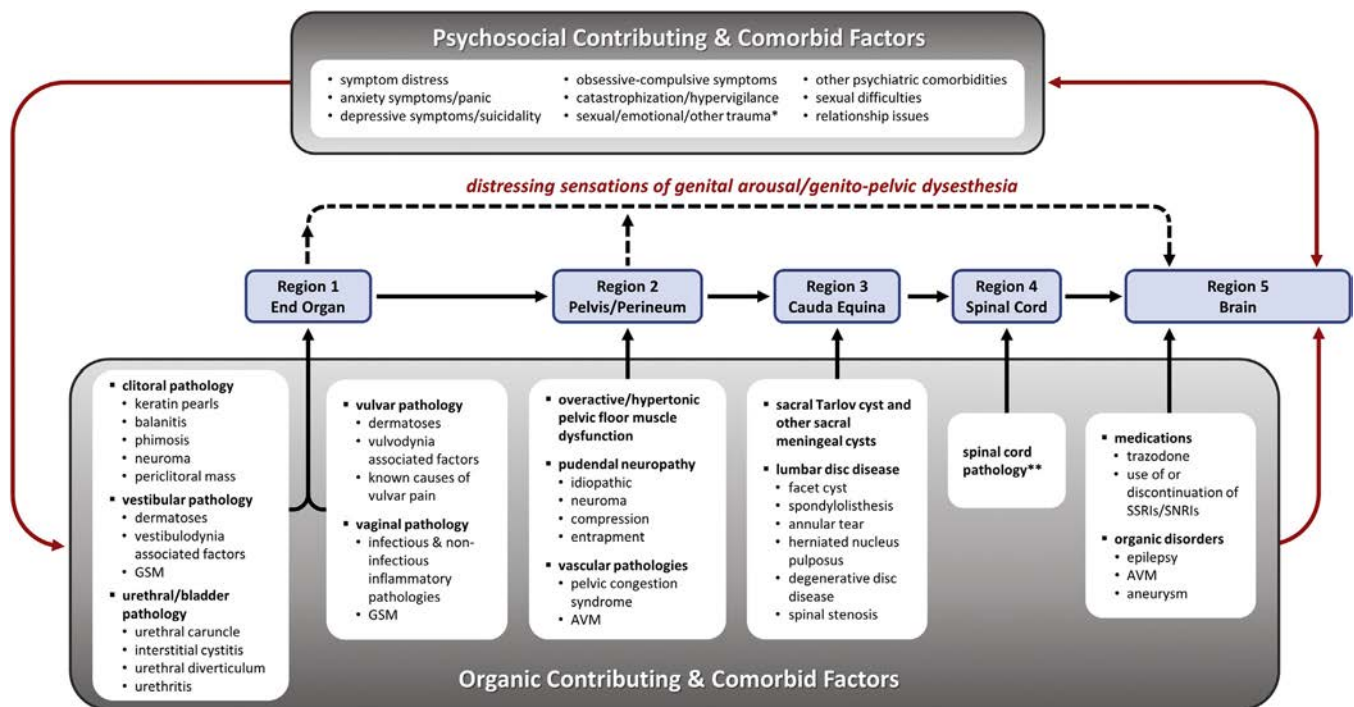 Psychosocial Contributing & Comorbid Factors
▪ symptom distress
▪ anxiety symptoms/panic
▪ depressive symptoms/suicidality
▪ obsessive-compulsive symptoms
▪ catastrophization/hypervigilance
▪ sexual/emotional/other trauma*
▪ other psychiatric comorbidities
▪ sexual difficulties
▪ relationship issues
distressing sensations of genital arousal/genito-pelvic dysesthesia
Region 1
End Organ
Region 2
Pelvis/Perineum
Region 3
Cauda Equina
Region 4
Spinal Cord
Region 5
Brain
▪ clitoral pathology
• keratin pearls
• balanitis
• phimosis
• neuroma
• periclitoral mass
▪ vestibular pathology
• dermatoses
• vestibulodynia
associated factors
• GSM
▪ urethral/bladder
pathology
• urethral caruncle
• interstitial cystitis
• urethral diverticulum
• urethritis
▪ vulvar pathology
• dermatoses
• vulvodynia
associated factors
• known causes of
vulvar pain
▪ vaginal pathology
• infectious & non-
infectious
inflammatory
pathologies
• GSM
▪ overactive/hypertonic
pelvic floor muscle
dysfunction
▪ pudendal neuropathy
• idiopathic
• neuroma
• compression
• entrapment
▪ vascular pathologies
• pelvic congestion
syndrome
• AVM
▪ sacral Tarlov cyst and
other sacral
meningeal cysts
▪ lumbar disc disease
• facet cyst
• spondylolisthesis
• annular tear
• herniated nucleus
pulposus
• degenerative disc
disease
• spinal stenosis
spinal cord
pathology**
▪ medications
• trazodone
• use of or
discontinuation of
SSRIs/SNRIs
▪ organic disorders
• epilepsy
• AVM
• aneurysm
Organic Contributing & Comorbid Factors